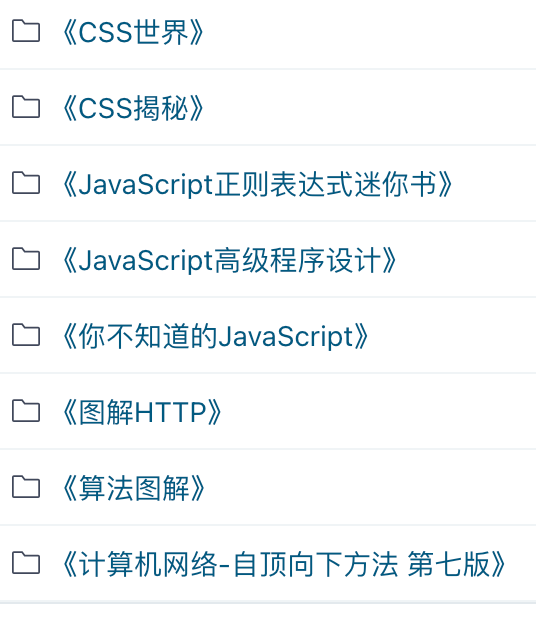 《CSS世界》
《CSS揭秘》
《JavaScript正则表达式迷你书》
《JavaScript高级程序设计》
《你不知道的JavaScript》
《图解HTTP》
《算法图解》
《计算机网络-自顶向下方法 第七版》